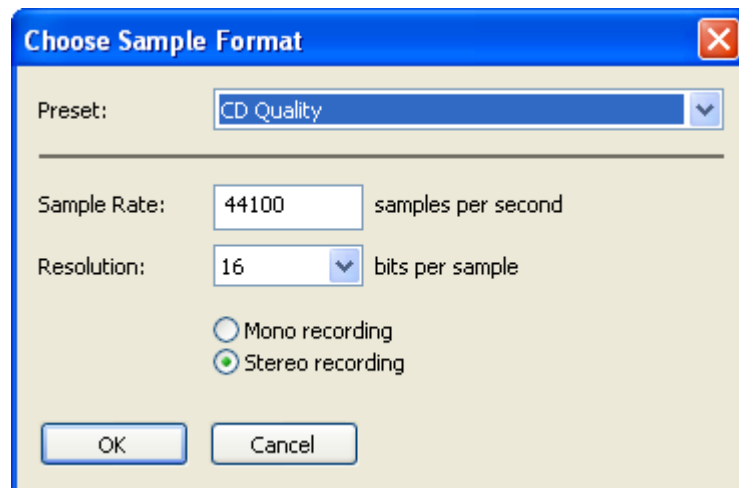 Choose Sample Format
Preset: CD Quality
Sample Rate: 44100 samples per second
Resolution: 16 bits per sample
Mono recording
Stereo recording
OK Cancel